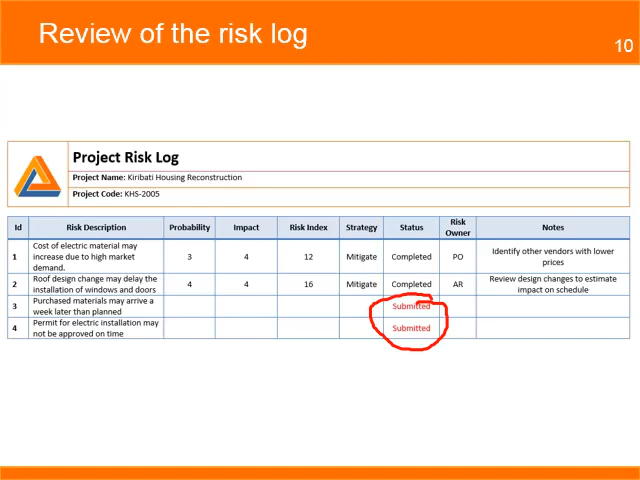 Review of the risk log
10
Project Risk Log
Project Name: Kiribati Housing Reconstruction
Project Code: KHS-2005
Id Risk Description Probability Impact Risk Index Strategy Status Risk Owner Notes
1 Cost of electric material may increase due to high market demand. 3 4 12 Mitigate Completed PO Identify other vendors with lower prices
2 Roof design change may delay the installation of windows and doors 4 4 16 Mitigate Completed AR Review design changes to estimate impact on schedule
3 Purchased materials may arrive a week later than planned Submitted
4 Permit for electric installation may not be approved on time Submitted